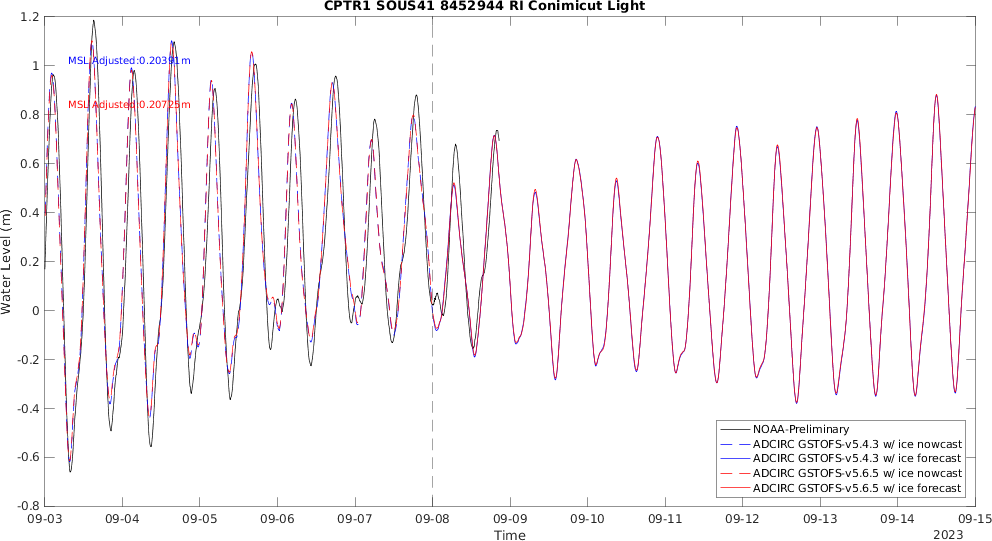 CPTR1 SOUS41 8452944 RI Conimicut Light
1.2
1
0.8
0.6
0.4
0.2
0
-0.2
-0.4
-0.6
-0.8
Water Level (m)
MSL Adjusted:0.20391m
MSL Adjusted:0.20725m
NOAA-Preliminary
ADCIRC GSTOFS-v5.4.3 w/ ice nowcast
ADCIRC GSTOFS-v5.4.3 w/ ice forecast
ADCIRC GSTOFS-v5.6.5 w/ ice nowcast
ADCIRC GSTOFS-v5.6.5 w/ ice forecast
09-03 09-04 09-05 09-06 09-07 09-08 09-09 09-10 09-11 09-12 09-13 09-14 09-15
Time
2023